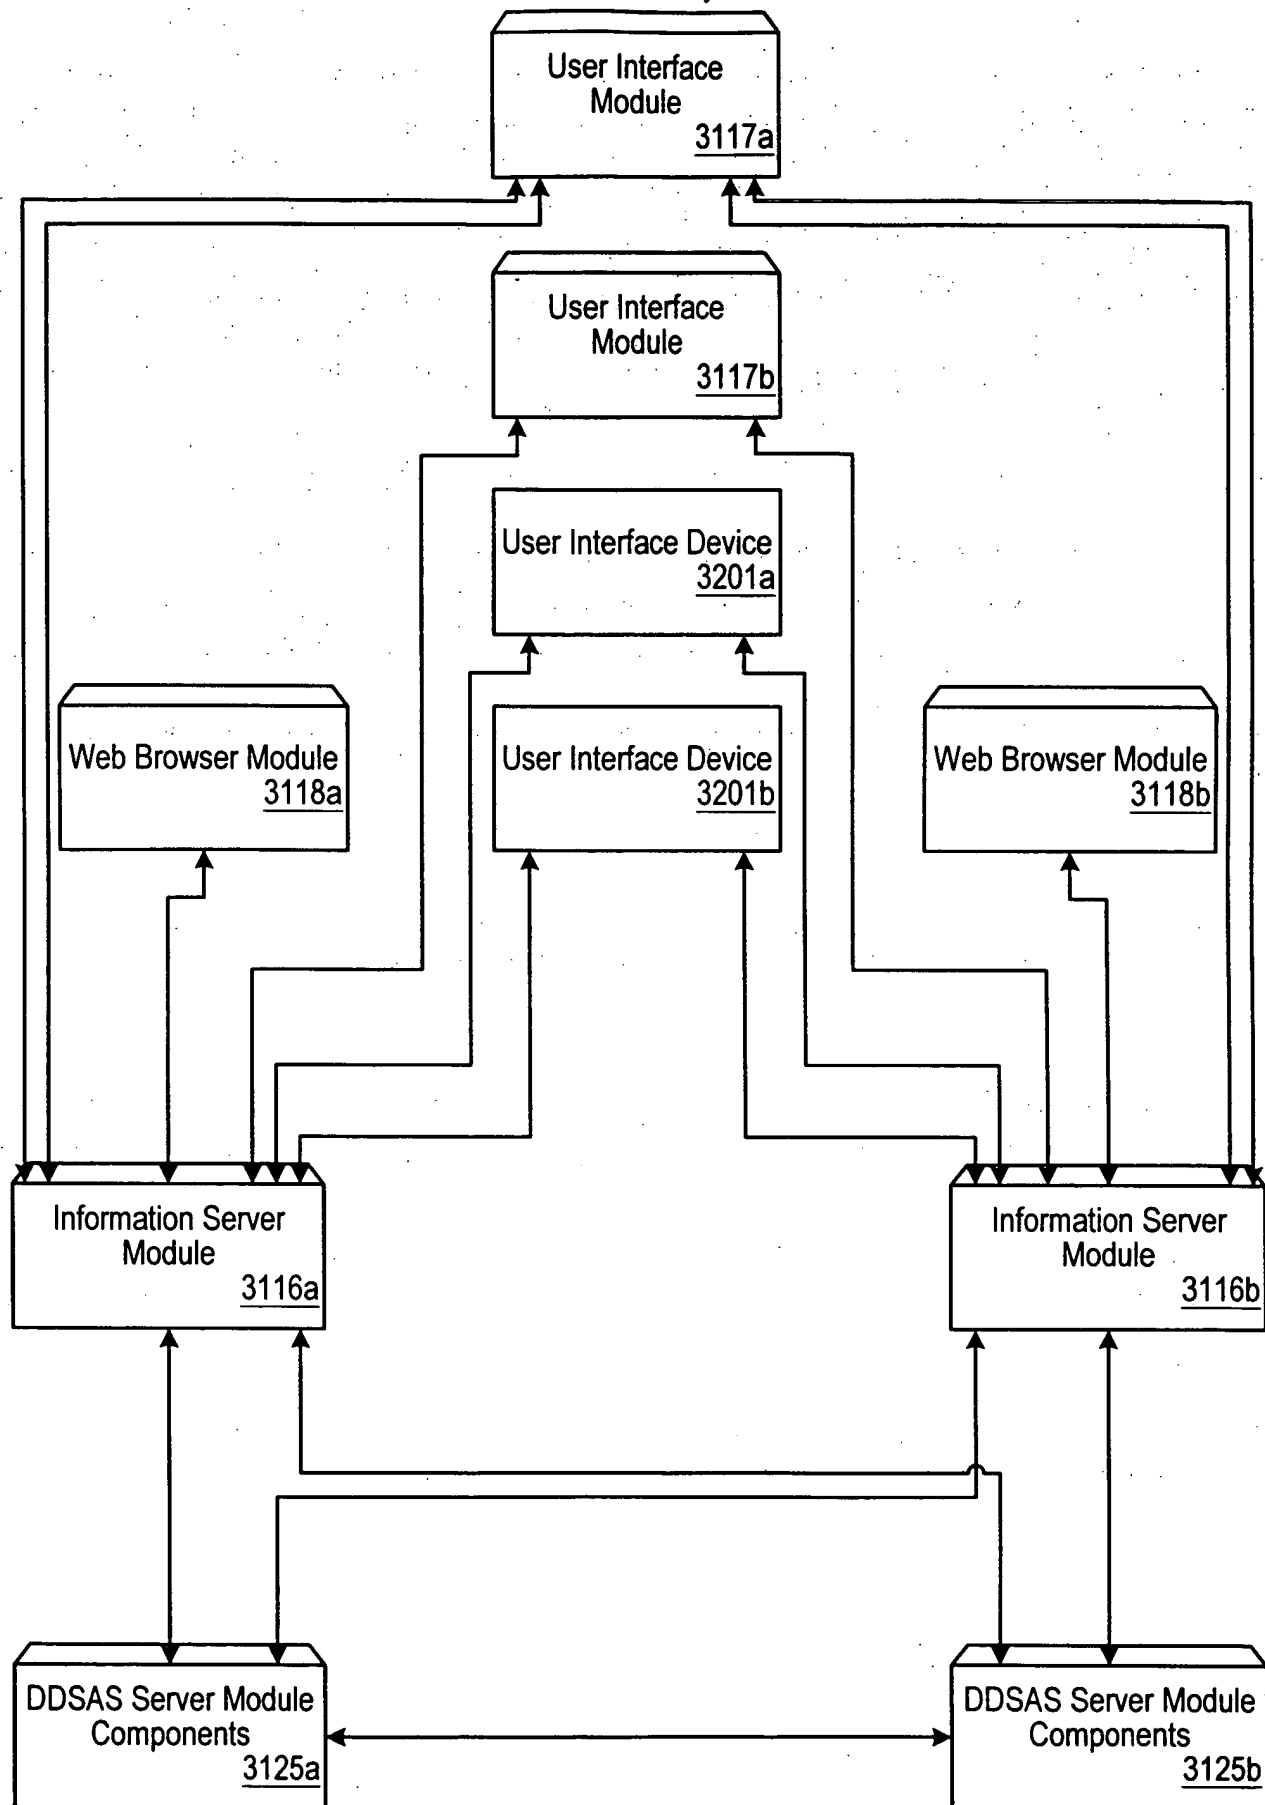 User Interface
Module
3117a
User Interface
Module
3117b
User Interface Device
3201a
Web Browser Module
3118a
User Interface Device
3201b
Web Browser Module
3118b
Information Server
Module
3116a
Information Server
Module
3116b
DDSAS Server Module
Components
3125a
DDSAS Server Module
Components
3125b